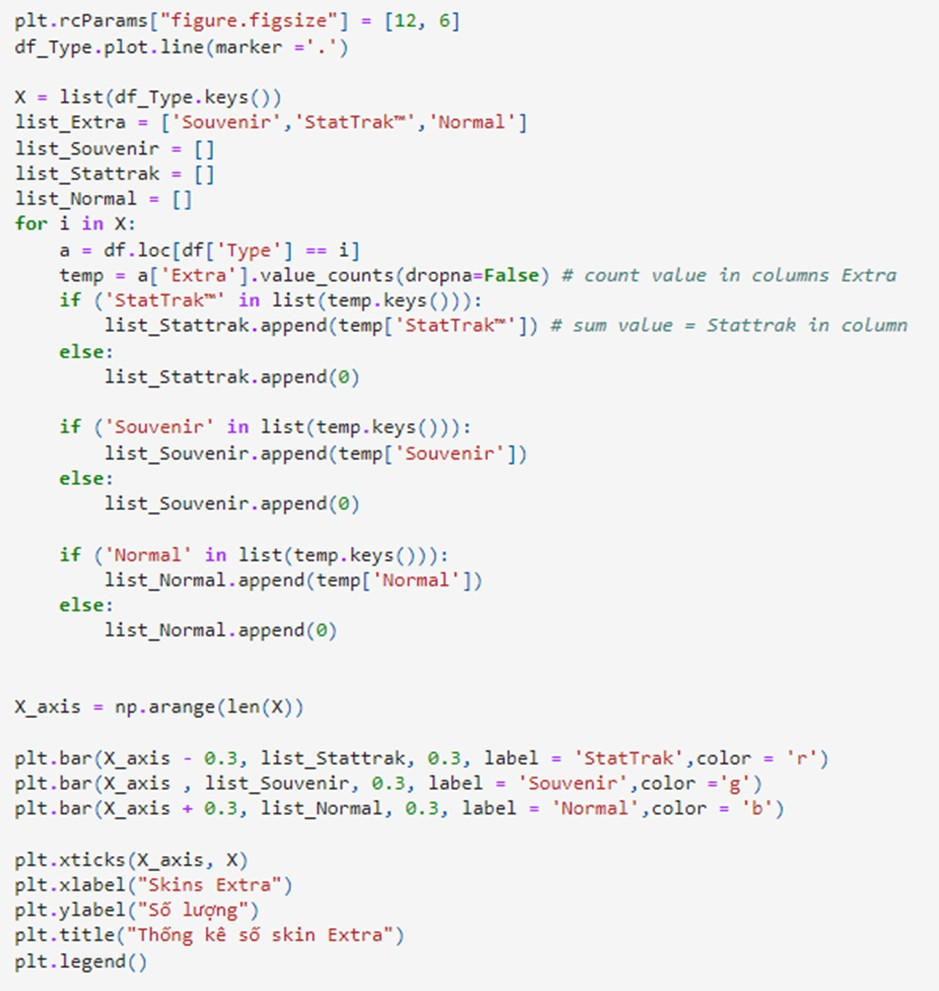 plt.rcParams["figure.figsize"] = [12, 6]
df_Type.plot.line(marker ='.')

X = list(df_Type.keys())
list_Extra = ['Souvenir','StatTrak™','Normal']
list_Souvenir = []
list_Stattrak = []
list_Normal = []
for i in X:
    a = df.loc[df['Type'] == i]
    temp = a['Extra'].value_counts(dropna=False) # count value in columns Extra
    if ('StatTrak™' in list(temp.keys())):
        list_Stattrak.append(temp['StatTrak™']) # sum value = Stattrak in column
    else:
        list_Stattrak.append(0)

    if ('Souvenir' in list(temp.keys())):
        list_Souvenir.append(temp['Souvenir'])
    else:
        list_Souvenir.append(0)

    if ('Normal' in list(temp.keys())):
        list_Normal.append(temp['Normal'])
    else:
        list_Normal.append(0)


X_axis = np.arange(len(X))

plt.bar(X_axis - 0.3, list_Stattrak, 0.3, label = 'StatTrak',color = 'r')
plt.bar(X_axis , list_Souvenir, 0.3, label = 'Souvenir',color ='g')
plt.bar(X_axis + 0.3, list_Normal, 0.3, label = 'Normal',color = 'b')

plt.xticks(X_axis, X)
plt.xlabel("Skins Extra")
plt.ylabel("Số lượng")
plt.title("Thống kê số skin Extra")
plt.legend()